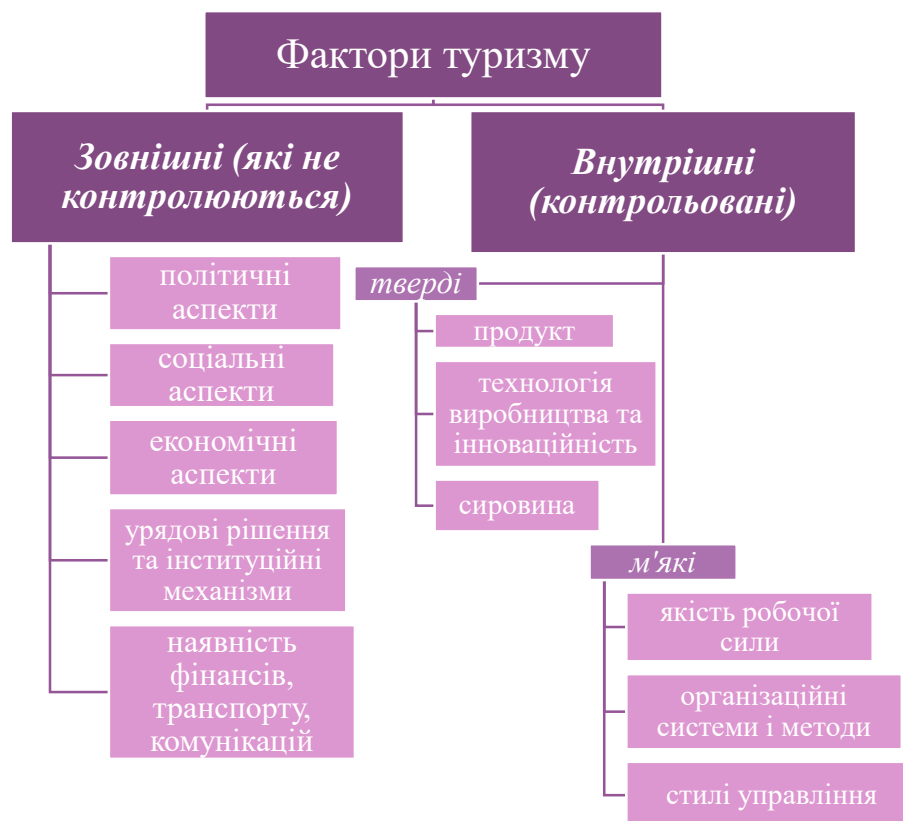 Фактори туризму
Зовнішні (які не
контролюються)
політичні
аспекти
соціальні
аспекти
економічні
аспекти
урядові рішення
та інституційні
механізми
наявність
фінансів,
транспорту,
комунікацій
Внутрішні
(контрольовані)
тверді
продукт
технологія
виробництва та
інноваційність
сировина
м'які
якість робочої
сили
організаційні
системи і методи
стилі управління